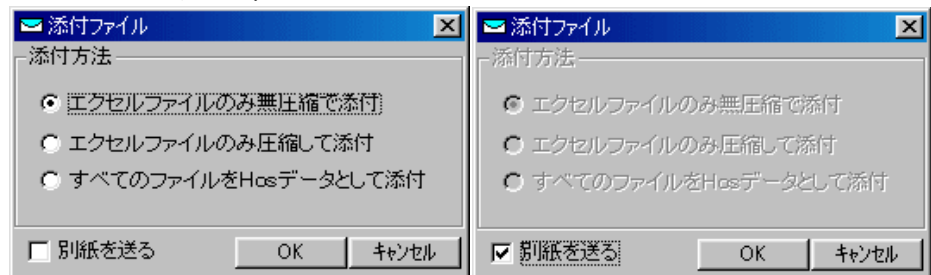 添付ファイル
添付方法
エクセルファイルのみ無圧縮で添付
エクセルファイルのみ圧縮して添付
すべてのファイルをHosデータとして添付
別紙を送る
OK
キャンセル
添付ファイル
添付方法
エクセルファイルのみ無圧縮で添付
エクセルファイルのみ圧縮して添付
すべてのファイルをHosデータとして添付
別紙を送る
OK
キャンセル